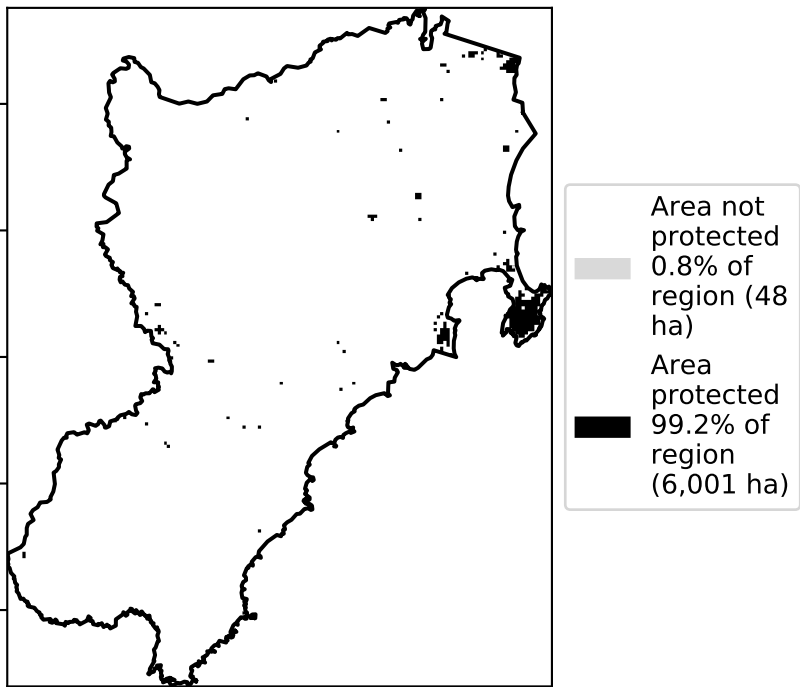 Area not
protected
0.8% of
region (48
ha)
Area
protected
99.2% of
region
(6,001 ha)